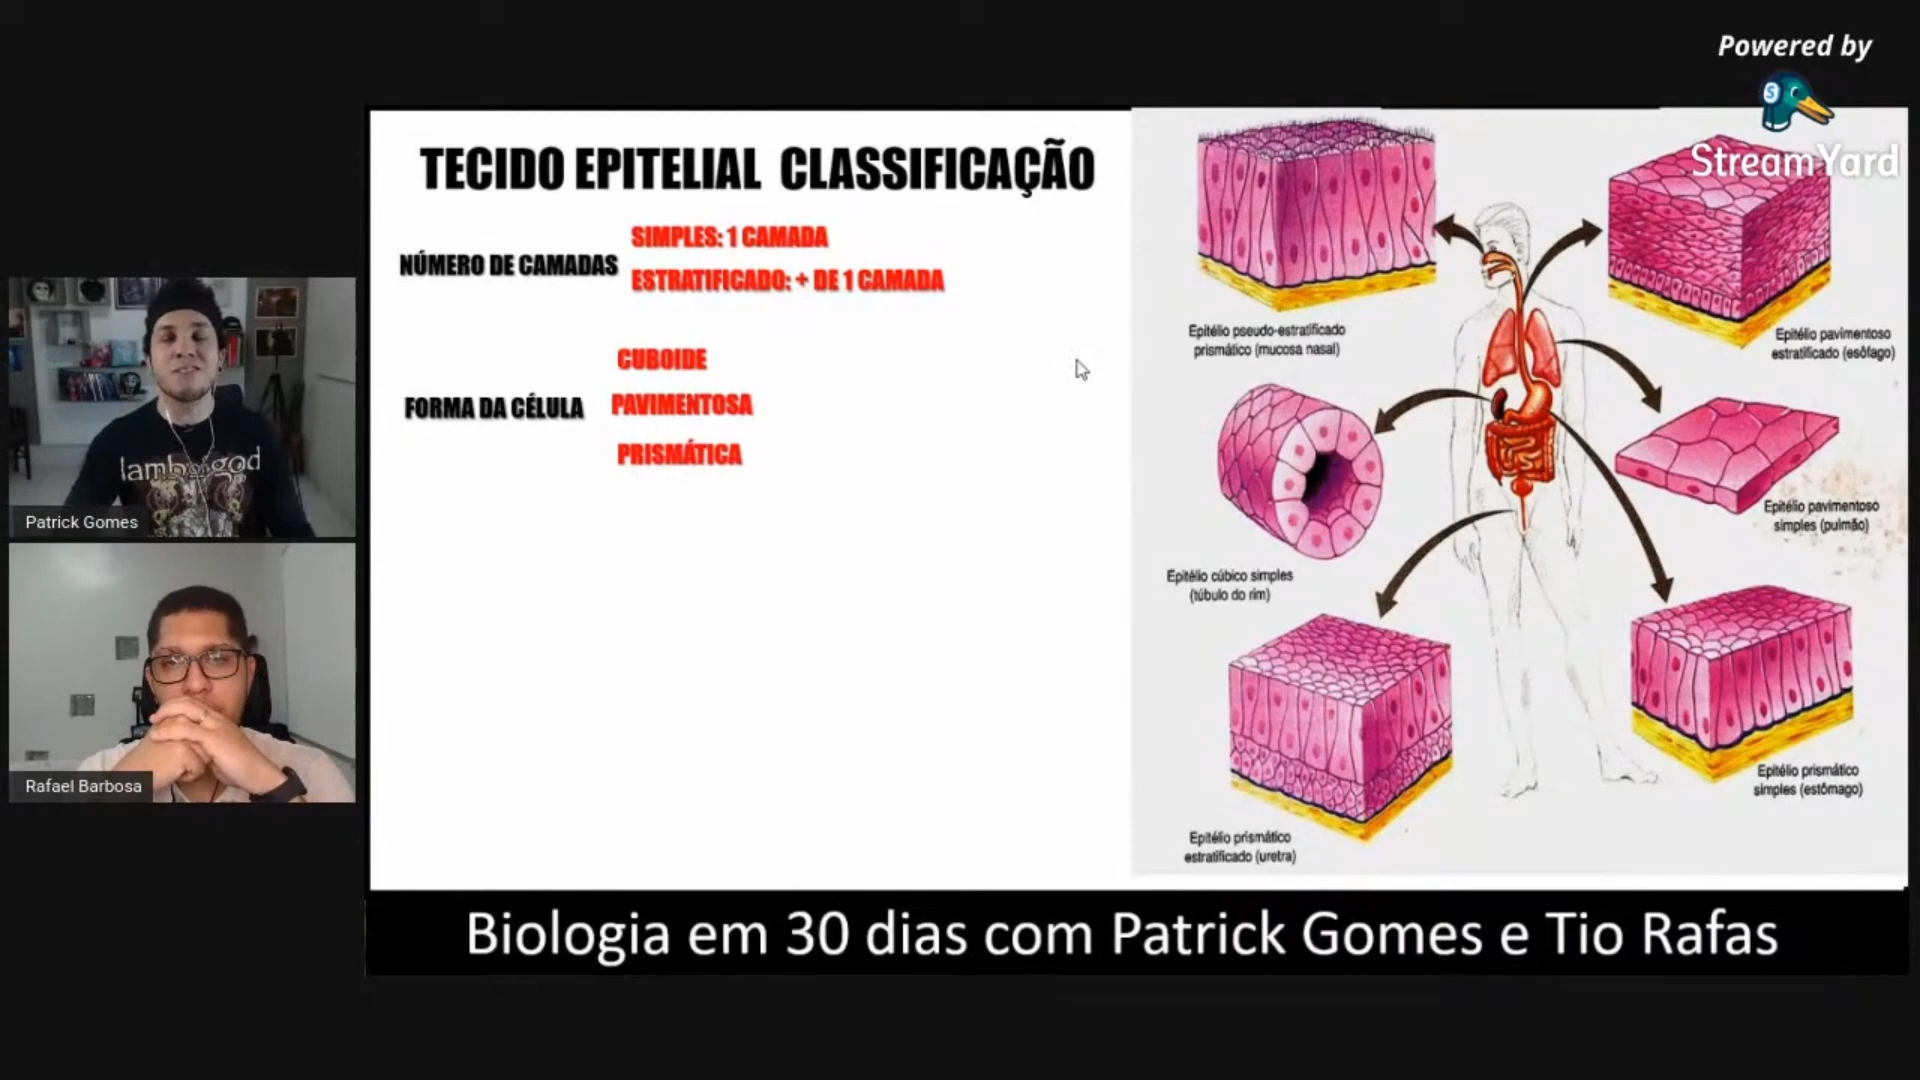 Powered by
StreamYard
TECIDO EPITELIAL CLASSIFICAÇÃO
NÚMERO DE CAMADAS
SIMPLES: 1 CAMADA
ESTRATIFICADO: + DE 1 CAMADA
FORMA DA CÉLULA
CUBOIDE
PAVIMENTOSA
PRISMÁTICA
Epitélio pseudo-estratificado
prismático (mucosa nasal)
Epitélio pavimentoso
estratificado (esôfago)
Epitélio cúbico simples
(túbulo do rim)
Epitélio pavimentoso
simples (pulmão)
Epitélio prismático
estratificado (uretra)
Epitélio prismático
simples (estômago)
lamb of god
Patrick Gomes
Rafael Barbosa
Biologia em 30 dias com Patrick Gomes e Tio Rafas